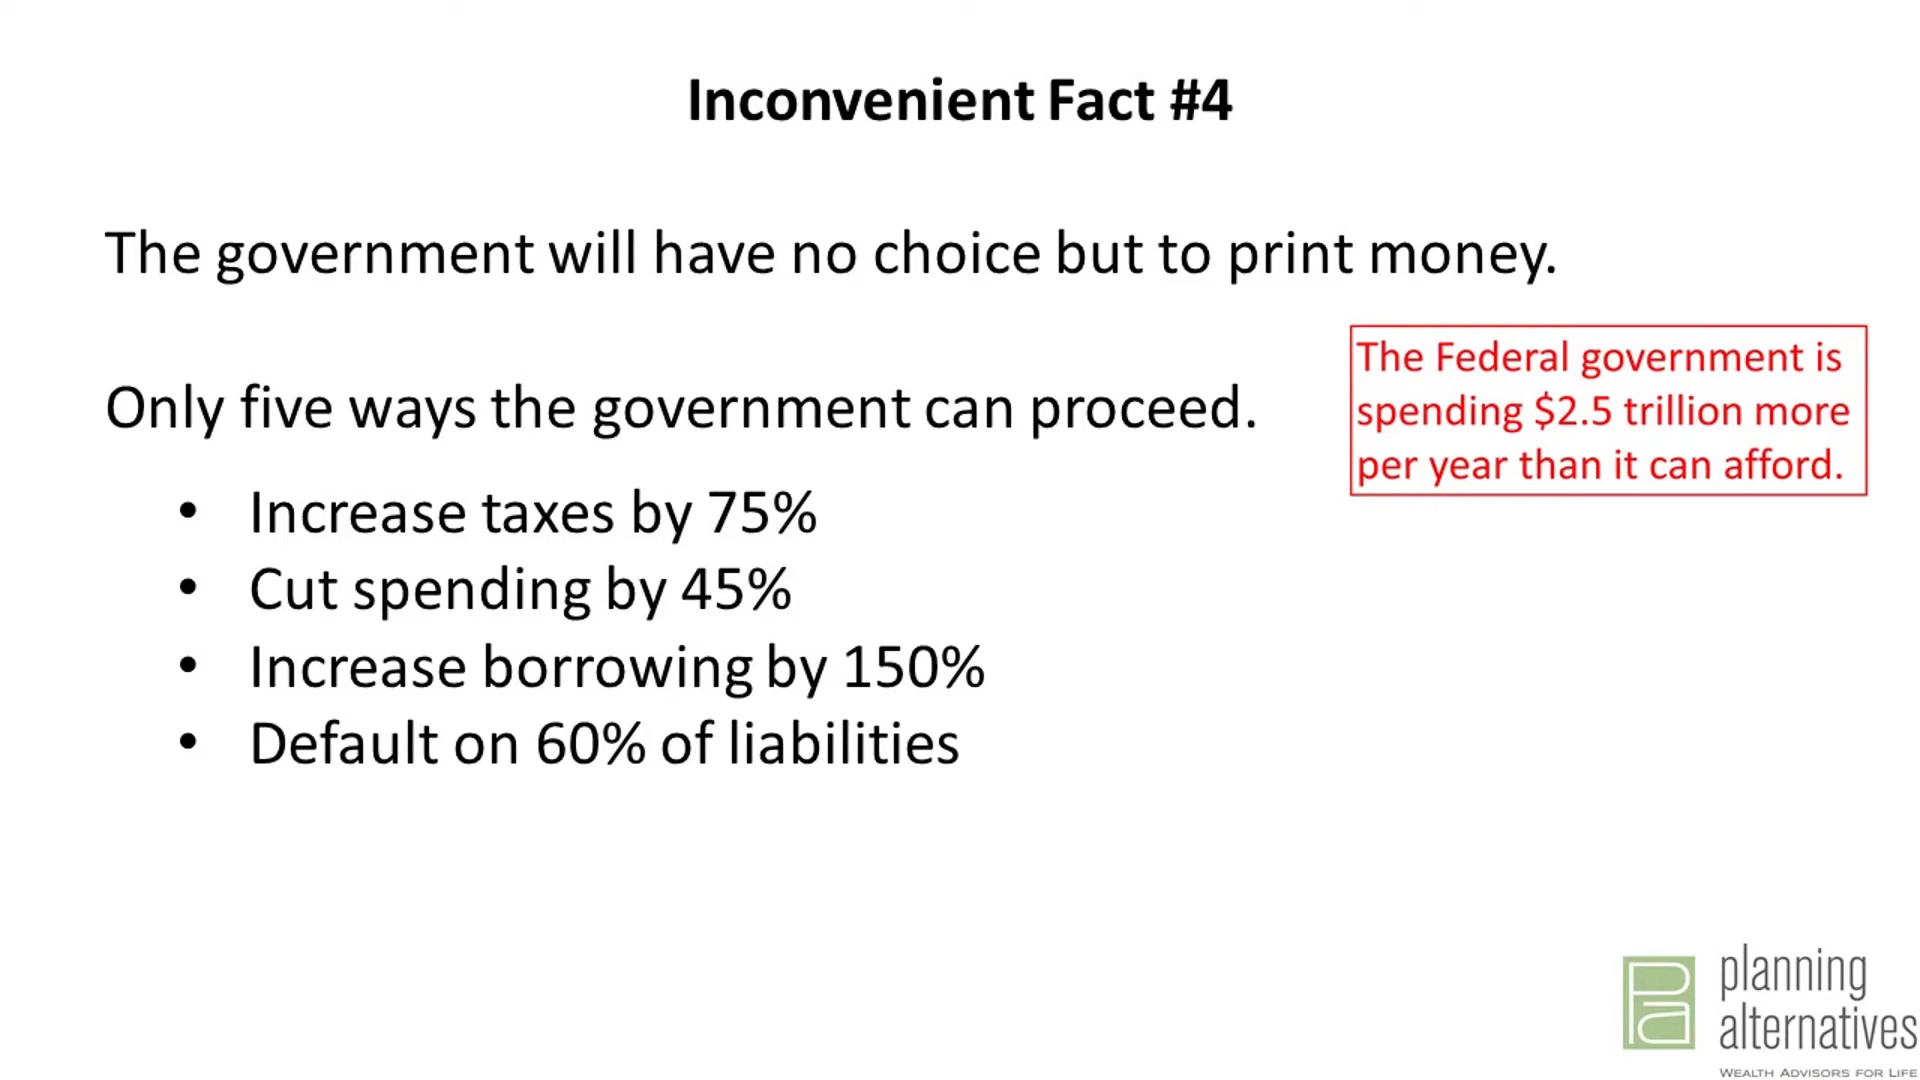 Inconvenient Fact #4
The government will have no choice but to print money.
Only five ways the government can proceed.
The Federal government is
spending $2.5 trillion more
per year than it can afford.
• Increase taxes by 75%
• Cut spending by 45%
• Increase borrowing by 150%
• Default on 60% of liabilities
Pa
planning
alternatives
WEALTH ADVISORS FOR LIFE